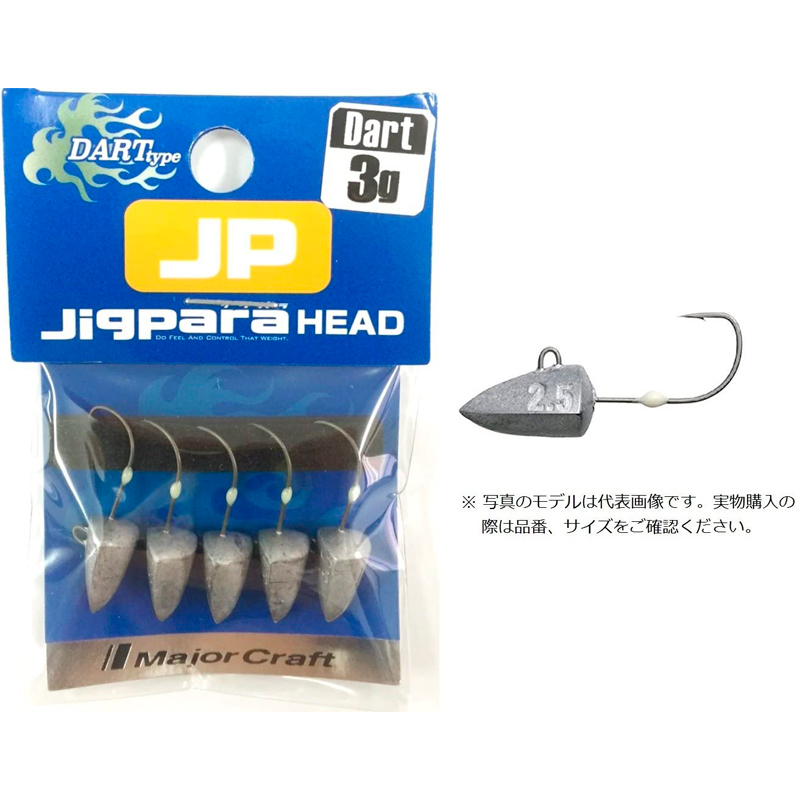 DART type
Dart
3g
JP
Jigpara HEAD
DO FEEL AND CONTROL THAT WEIGHT.
2.5
※ 写真のモデルは代表画像です。実物購入の
際は品番、サイズをご確認ください。
Major Craft